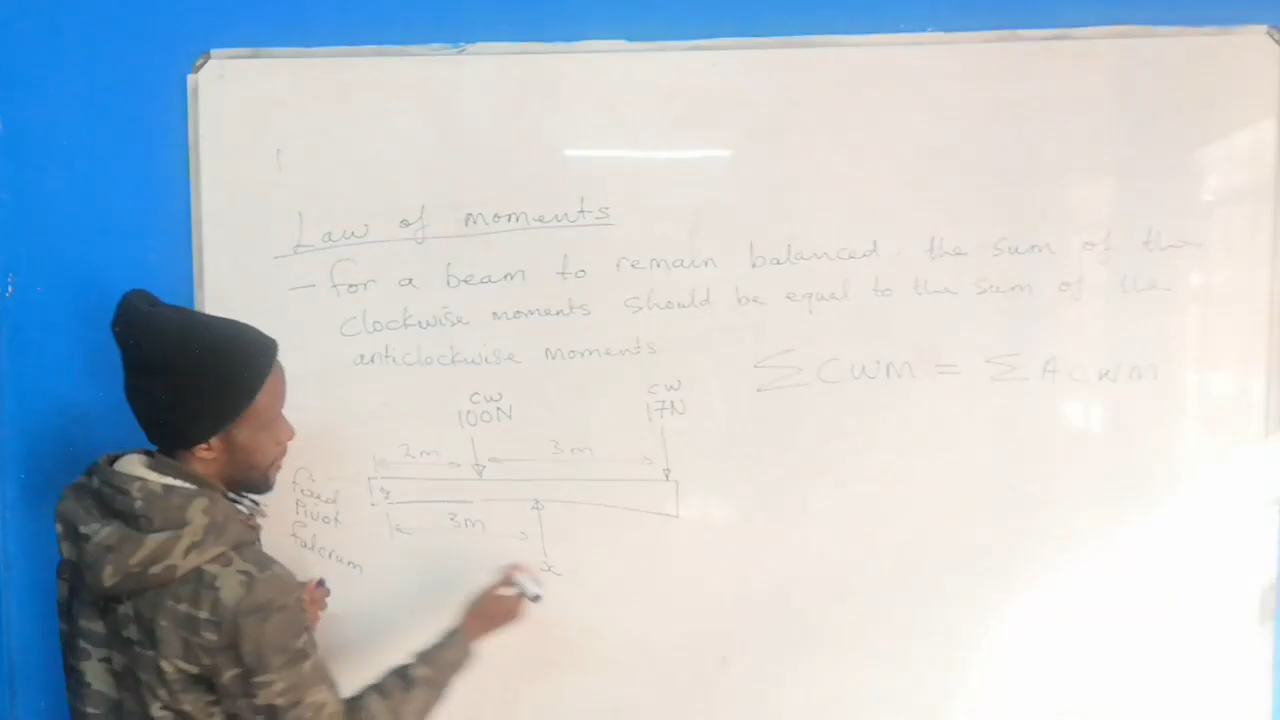 Law of moments
- for a beam to remain balanced, the sum of the
clockwise moments should be equal to the sum of the
anticlockwise moments
∑CWM = ∑ACWM
CW
100N
CW
17N
2m
3m
fixed
Pivot
falcrum
3m
x